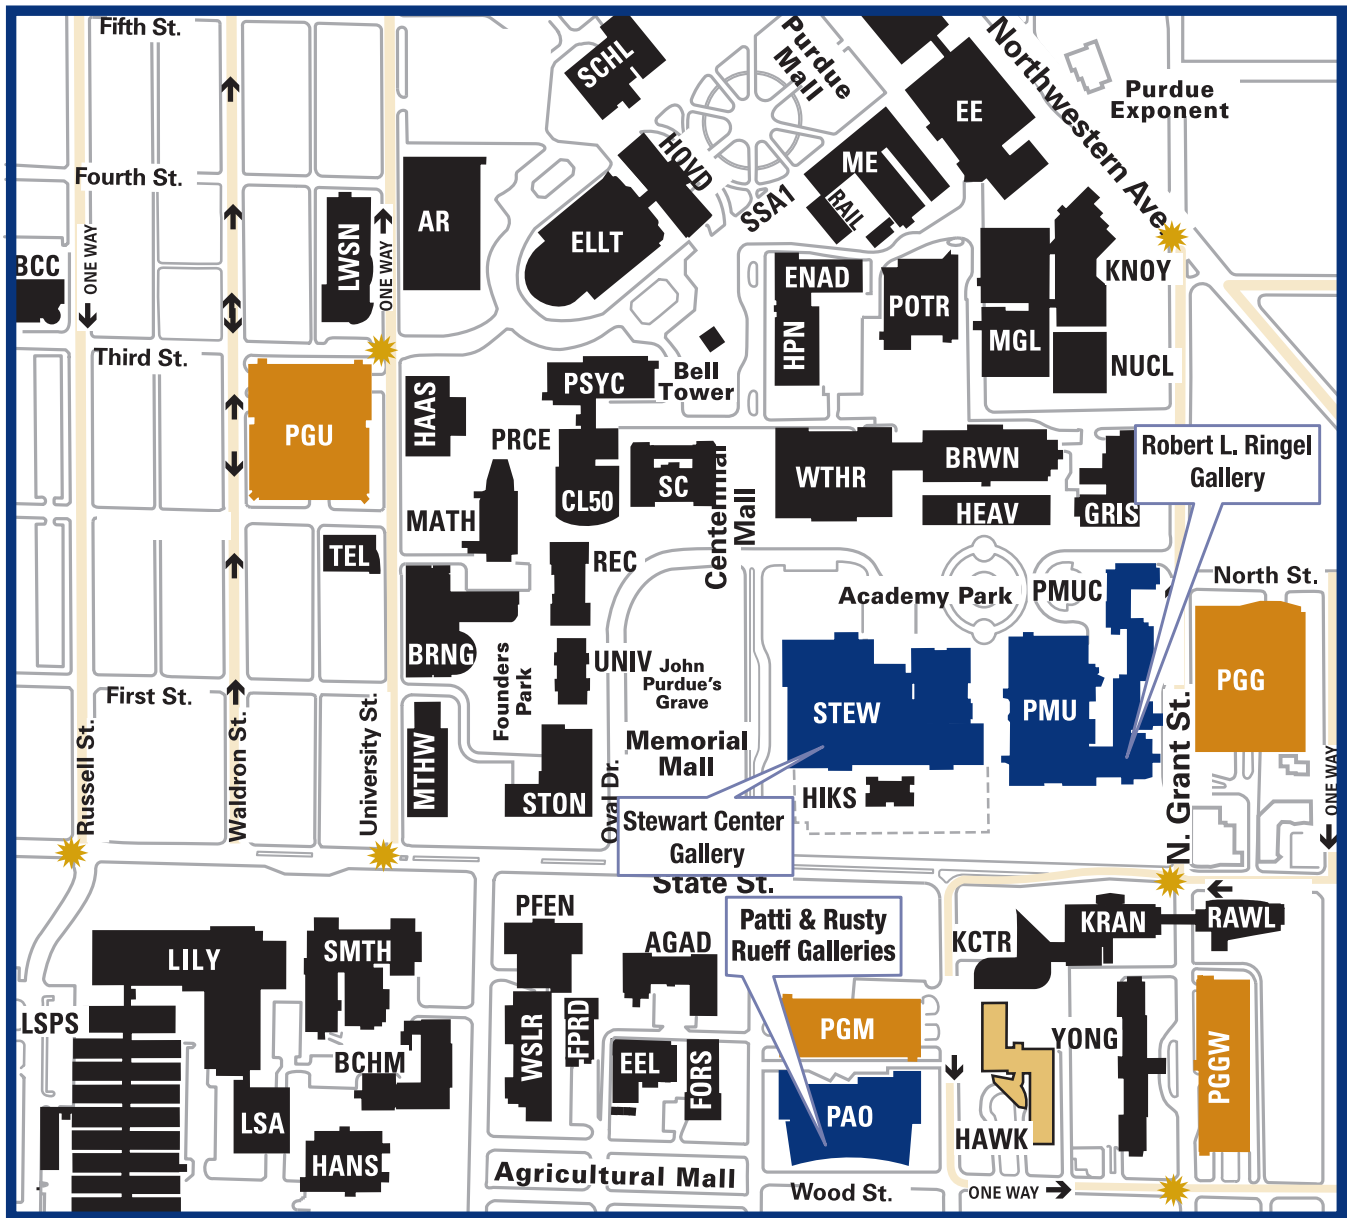 Fifth St.
SCHL
Purdue
Mall
Northwestern Ave.
EE
Purdue
Exponent
Fourth St.
HOVD
ME
SSA1
RAIL
AR
LWSN
ONE WAY
ONE WAY
BCC
ELLT
ENAD
POTR
KNOY
HPN
MGL
NUCL
Third St.
PSYC
Bell
Tower
HAAS
PGU
PRCE
CL50
SC
Centennial
Mall
WTHR
BRWN
HEAV
GRIS
Robert L. Ringel
Gallery
MATH
TEL
REC
Academy Park
PMUC
North St.
BRNG
UNIV
John
Purdue's
Grave
Founders
Park
First St.
STEW
PMU
PGG
Russell St.
Waldron St.
University St.
MTHW
STON
Oval Dr.
Memorial
Mall
HIKS
N. Grant St.
ONE WAY
Stewart Center
Gallery
State St.
PFEN
AGAD
Patti & Rusty
Rueff Galleries
KCTR
KRAN
RAWL
LILY
SMTH
LSPS
WSLR
FPRD
EEL
FORS
PGM
YONG
PGGW
BCHM
LSA
HANS
PAO
HAWK
Agricultural Mall
Wood St.
ONE WAY